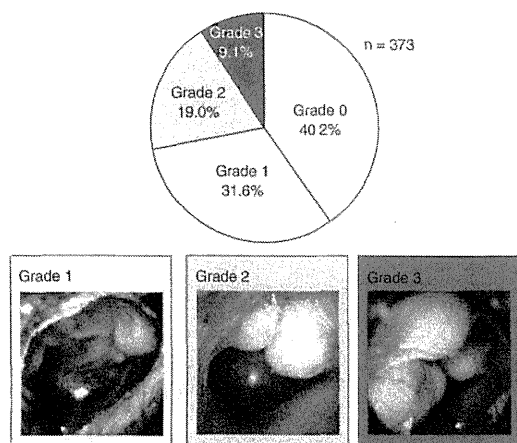 Grade 3
9.1%
n = 373
Grade 2
19.0%
Grade 0
40.2%
Grade 1
31.6%
Grade 1
Grade 2
Grade 3